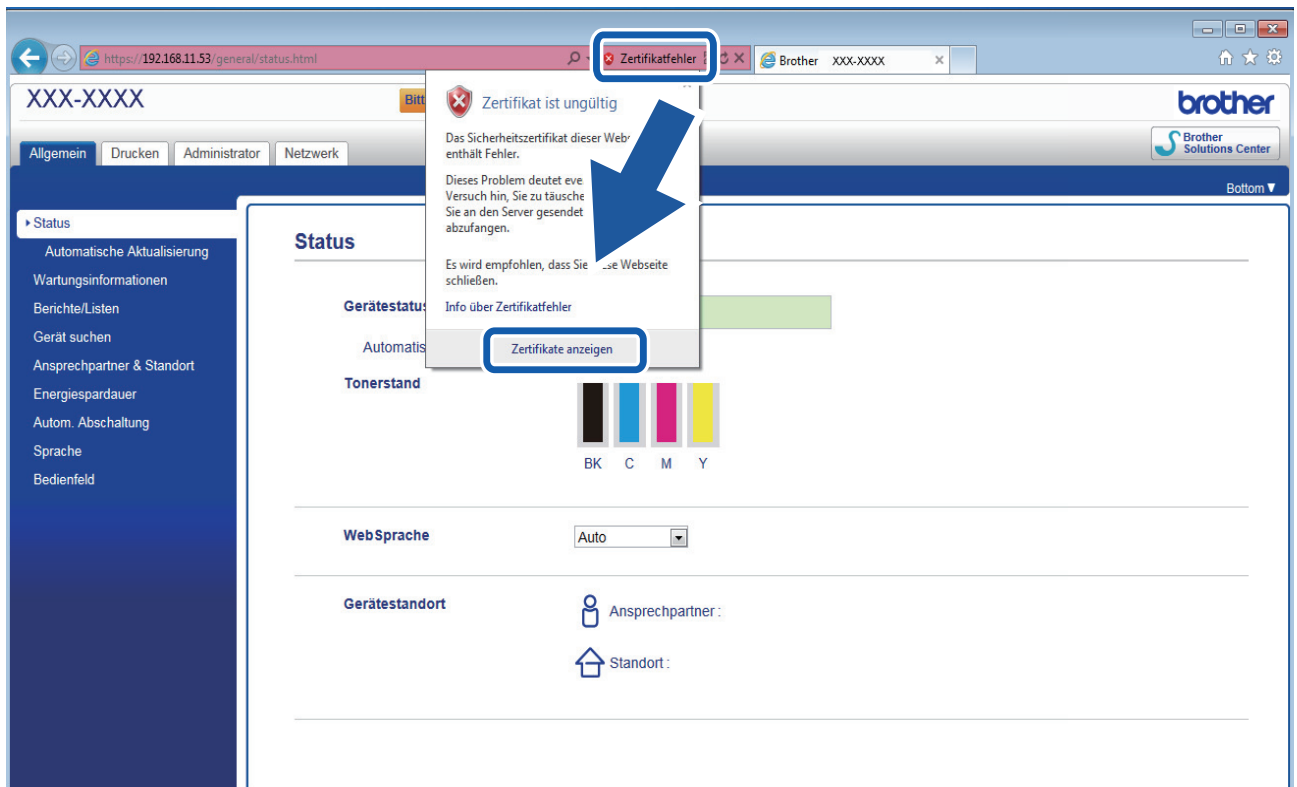 https://192.168.11.53/general/status.html
Zertifikatfehler
Brother XXX-XXXX
XXX-XXXX
Bitt
brother
Brother
Solutions Center
Allgemein Drucken Administrator Netzwerk
Bottom▼
Zertifikat ist ungültig
Das Sicherheitszertifikat dieser
enthält Fehler.
Dieses Problem deutet
Versuch hin, Sie zu
Sie an den Server gesendet
abzufangen.
Es wird empfohlen, dass Sie Webseite
schließen.
Info über Zertifikatfehler
Zertifikate anzeigen
Status
Automatische Aktualisierung
Wartungsinformationen
Berichte/Listen
Gerät suchen
Ansprechpartner & Standort
Energiespardauer
Autom. Abschaltung
Sprache
Bedienfeld
Status
Gerätestatus
Automatis
Tonerstand
BK C M Y
WebSprache
Auto
Gerätestandort
Ansprechpartner :
Standort :